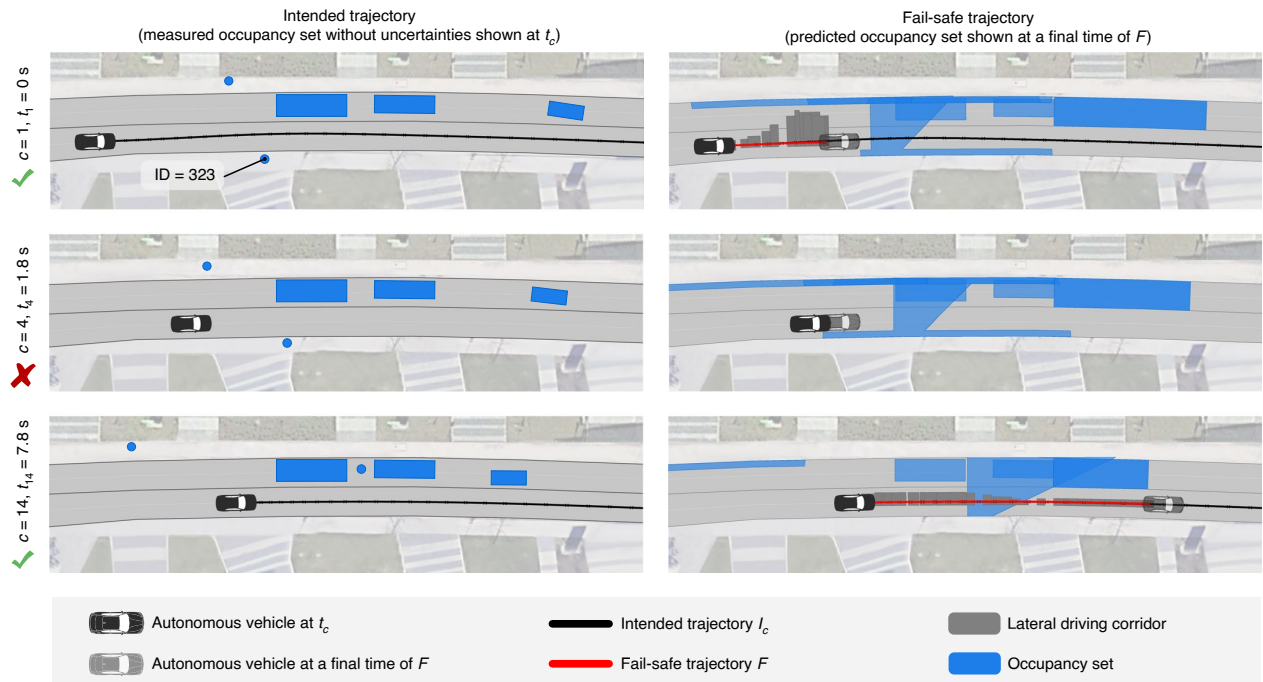 Intended trajectory
(measured occupancy set without uncertainties shown at t_c)
Fail-safe trajectory
(predicted occupancy set shown at a final time of F)
c = 1, t_1 = 0 s
ID = 323
c = 4, t_4 = 1.8 s
c = 14, t_14 = 7.8 s
Autonomous vehicle at t_c
Intended trajectory I_c
Lateral driving corridor
Autonomous vehicle at a final time of F
Fail-safe trajectory F
Occupancy set